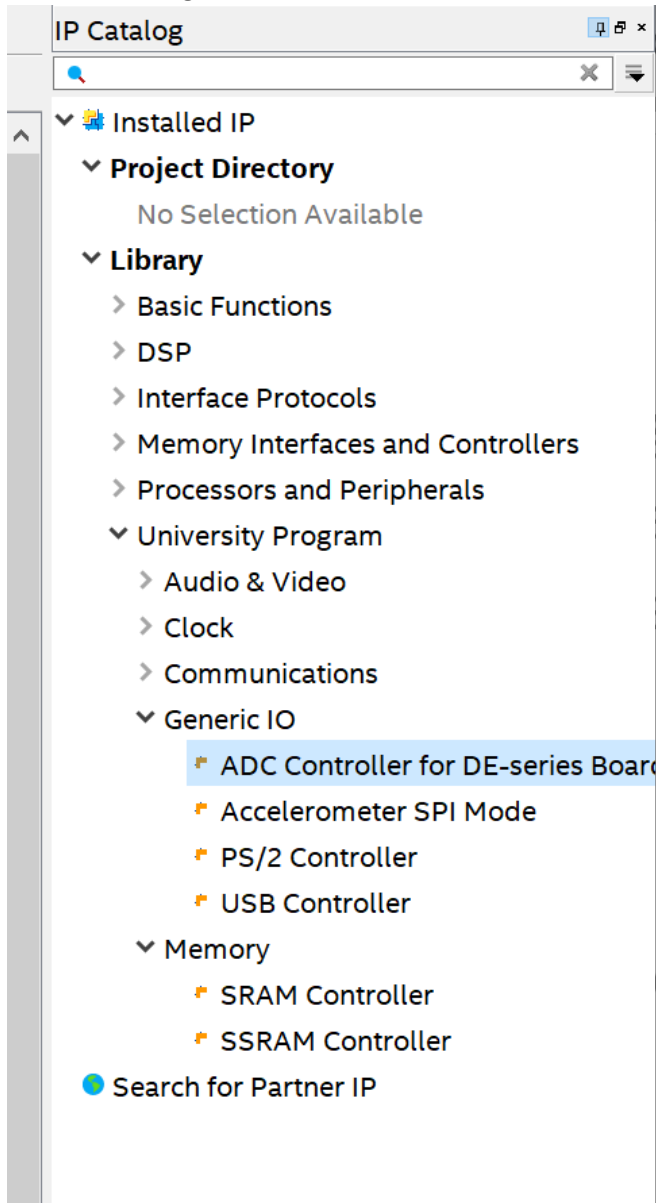 IP Catalog
Installed IP
Project Directory
No Selection Available
Library
Basic Functions
DSP
Interface Protocols
Memory Interfaces and Controllers
Processors and Peripherals
University Program
Audio & Video
Clock
Communications
Generic IO
ADC Controller for DE-series Boar
Accelerometer SPI Mode
PS/2 Controller
USB Controller
Memory
SRAM Controller
SSRAM Controller
Search for Partner IP